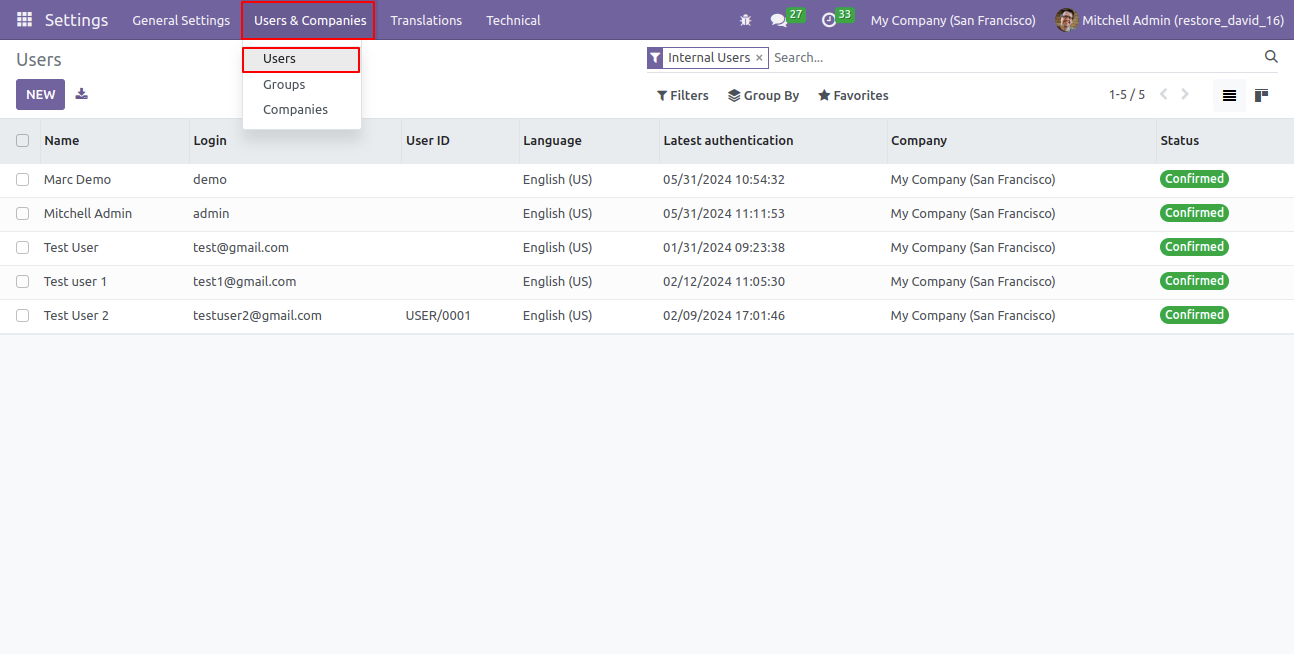 Settings General Settings Users & Companies Translations Technical 27 33 My Company (San Francisco) Mitchell Admin (restore_david_16)
Users Users Internal Users × Search...
NEW Groups Filters Group By Favorites 1-5 / 5
Companies
Name Login User ID Language Latest authentication Company Status
Marc Demo demo English (US) 05/31/2024 10:54:32 My Company (San Francisco) Confirmed
Mitchell Admin admin English (US) 05/31/2024 11:11:53 My Company (San Francisco) Confirmed
Test User test@gmail.com English (US) 01/31/2024 09:23:38 My Company (San Francisco) Confirmed
Test user 1 test1@gmail.com English (US) 02/12/2024 11:05:30 My Company (San Francisco) Confirmed
Test User 2 testuser2@gmail.com USER/0001 English (US) 02/09/2024 17:01:46 My Company (San Francisco) Confirmed